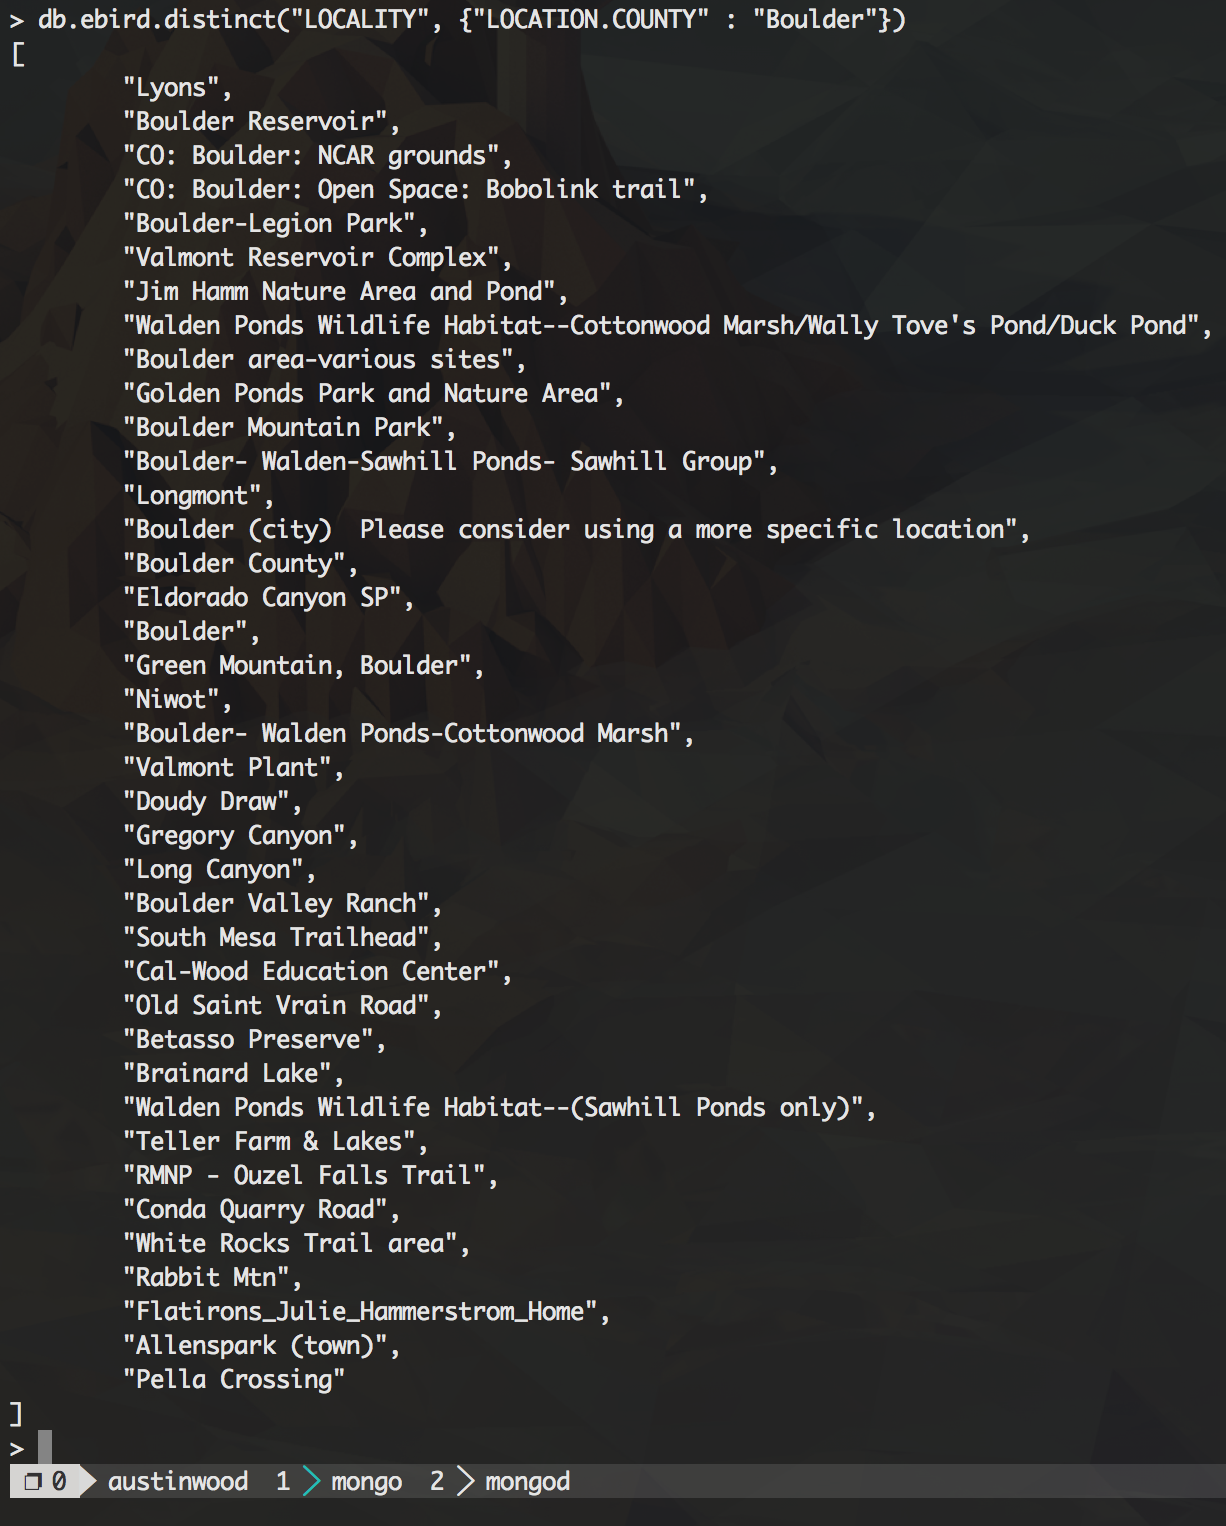 > db.ebird.distinct("LOCALITY", {"LOCATION.COUNTY" : "Boulder"})
[
"Lyons",
"Boulder Reservoir",
"CO: Boulder: NCAR grounds",
"CO: Boulder: Open Space: Bobolink trail",
"Boulder-Legion Park",
"Valmont Reservoir Complex",
"Jim Hamm Nature Area and Pond",
"Walden Ponds Wildlife Habitat--Cottonwood Marsh/Wally Tove's Pond/Duck Pond",
"Boulder area-various sites",
"Golden Ponds Park and Nature Area",
"Boulder Mountain Park",
"Boulder- Walden-Sawhill Ponds- Sawhill Group",
"Longmont",
"Boulder (city)  Please consider using a more specific location",
"Boulder County",
"Eldorado Canyon SP",
"Boulder",
"Green Mountain, Boulder",
"Niwot",
"Boulder- Walden Ponds-Cottonwood Marsh",
"Valmont Plant",
"Doudy Draw",
"Gregory Canyon",
"Long Canyon",
"Boulder Valley Ranch",
"South Mesa Trailhead",
"Cal-Wood Education Center",
"Old Saint Vrain Road",
"Betasso Preserve",
"Brainard Lake",
"Walden Ponds Wildlife Habitat--(Sawhill Ponds only)",
"Teller Farm & Lakes",
"RMNP - Ouzel Falls Trail",
"Conda Quarry Road",
"White Rocks Trail area",
"Rabbit Mtn",
"Flatirons_Julie_Hammerstrom_Home",
"Allenspark (town)",
"Pella Crossing"
]
>
❐ 0 austinwood 1 mongo 2 mongod